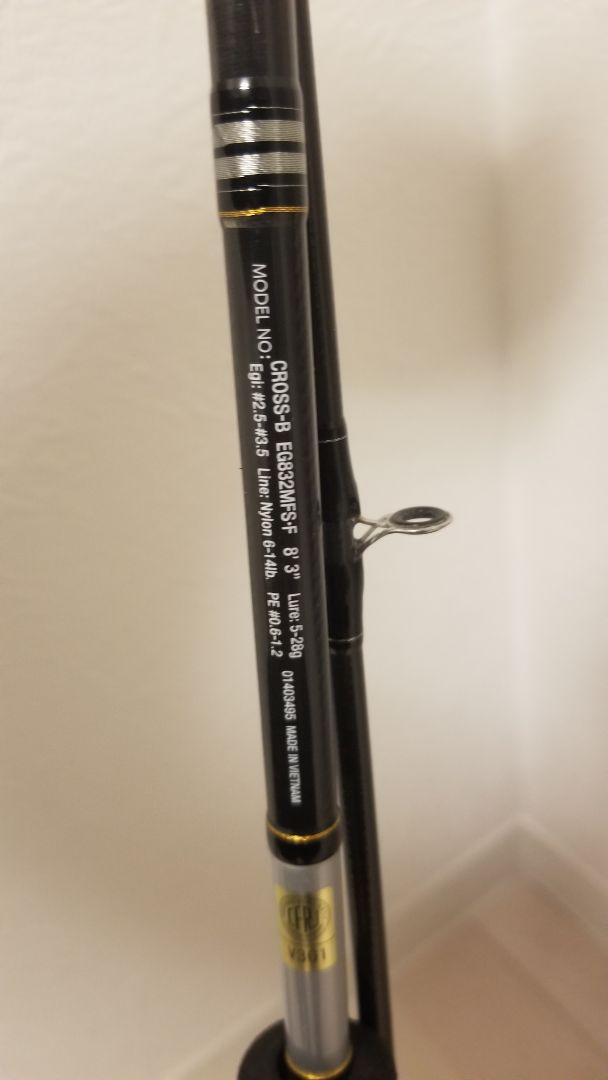 MODEL NO: CROSS-B EG832MFS-F 8' 3" Lure: 5-28g
Egi: #2.5-#3.5 Line: Nylon 6-14lb. PE #0.6-1.2
01403495 MADE IN VIETNAM
V301